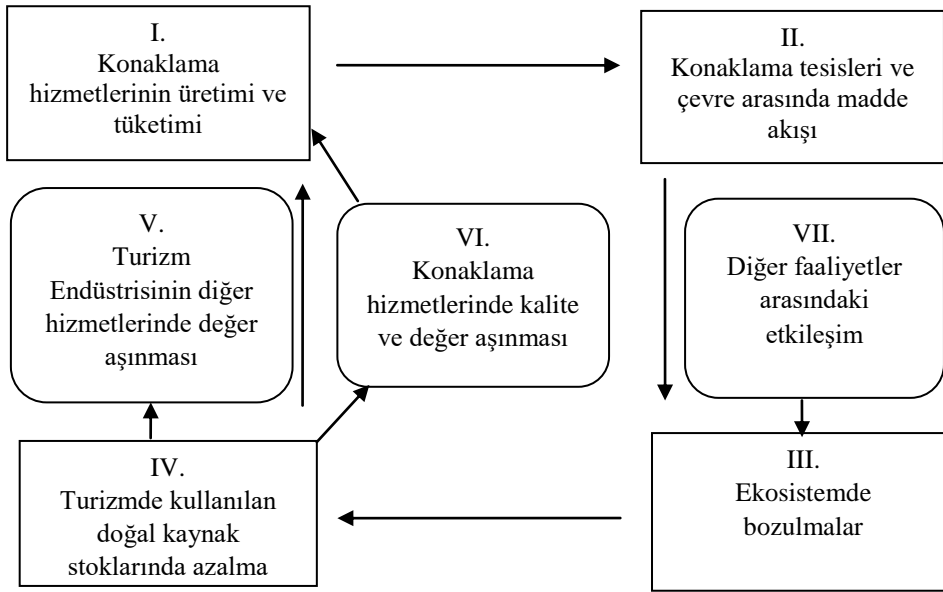 I.
Konaklama
hizmetlerinin üretimi ve
tüketimi
II.
Konaklama tesisleri ve
çevre arasında madde
akışı
V.
Turizm
Endüstrisinin diğer
hizmetlerinde değer
aşınması
VI.
Konaklama
hizmetlerinde kalite
ve değer aşınması
VII.
Diğer faaliyetler
arasındaki
etkileşim
IV.
Turizmde kullanılan
doğal kaynak
stoklarında azalma
III.
Ekosistemde
bozulmalar